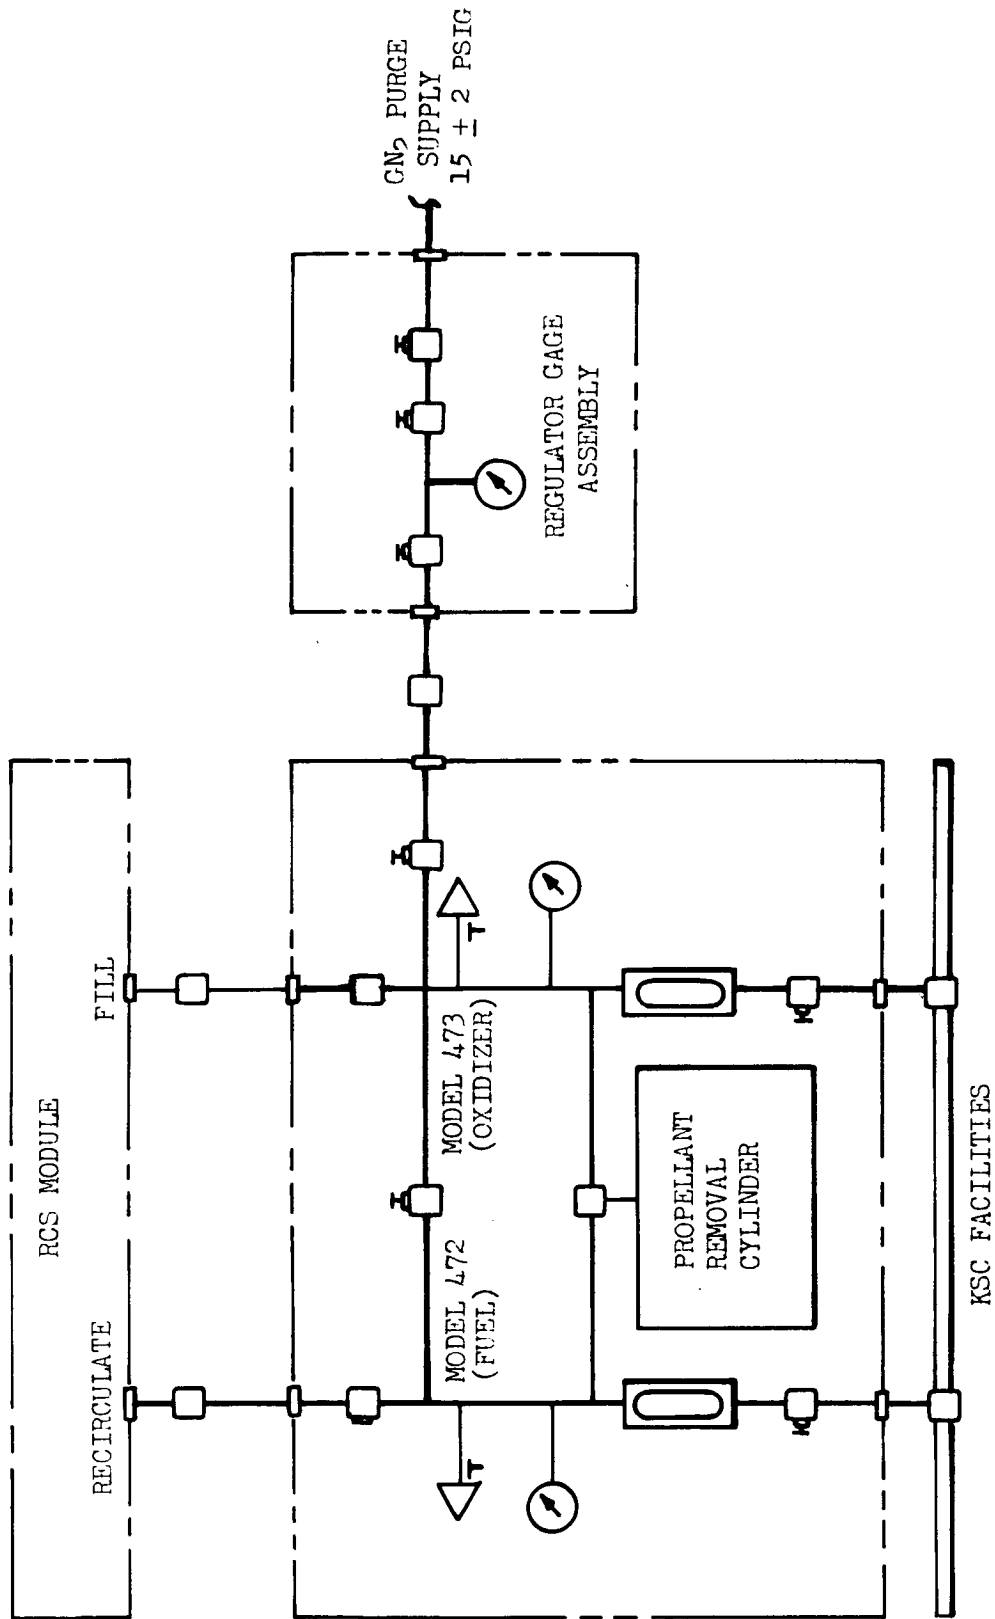 RCS MODULE
RECIRCULATE
FILL
GN2 PURGE
SUPPLY
15 ± 2 PSIG
REGULATOR GAGE
ASSEMBLY
MODEL 472
(FUEL)
MODEL 473
(OXIDIZER)
T
T
PROPELLANT
REMOVAL
CYLINDER
KSC FACILITIES